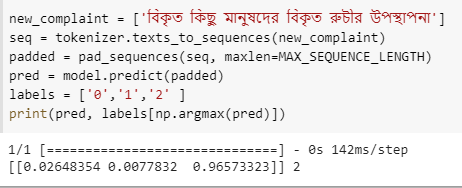 new_complaint = ['বিকৃত কিছু মানুষদের বিকৃত রুচীর উপস্থাপনা']
seq = tokenizer.texts_to_sequences(new_complaint)
padded = pad_sequences(seq, maxlen=MAX_SEQUENCE_LENGTH)
pred = model.predict(padded)
labels = ['0','1','2' ]
print(pred, labels[np.argmax(pred)])
1/1 [==============================] - 0s 142ms/step
[[0.02648354 0.0077832  0.96573323]] 2